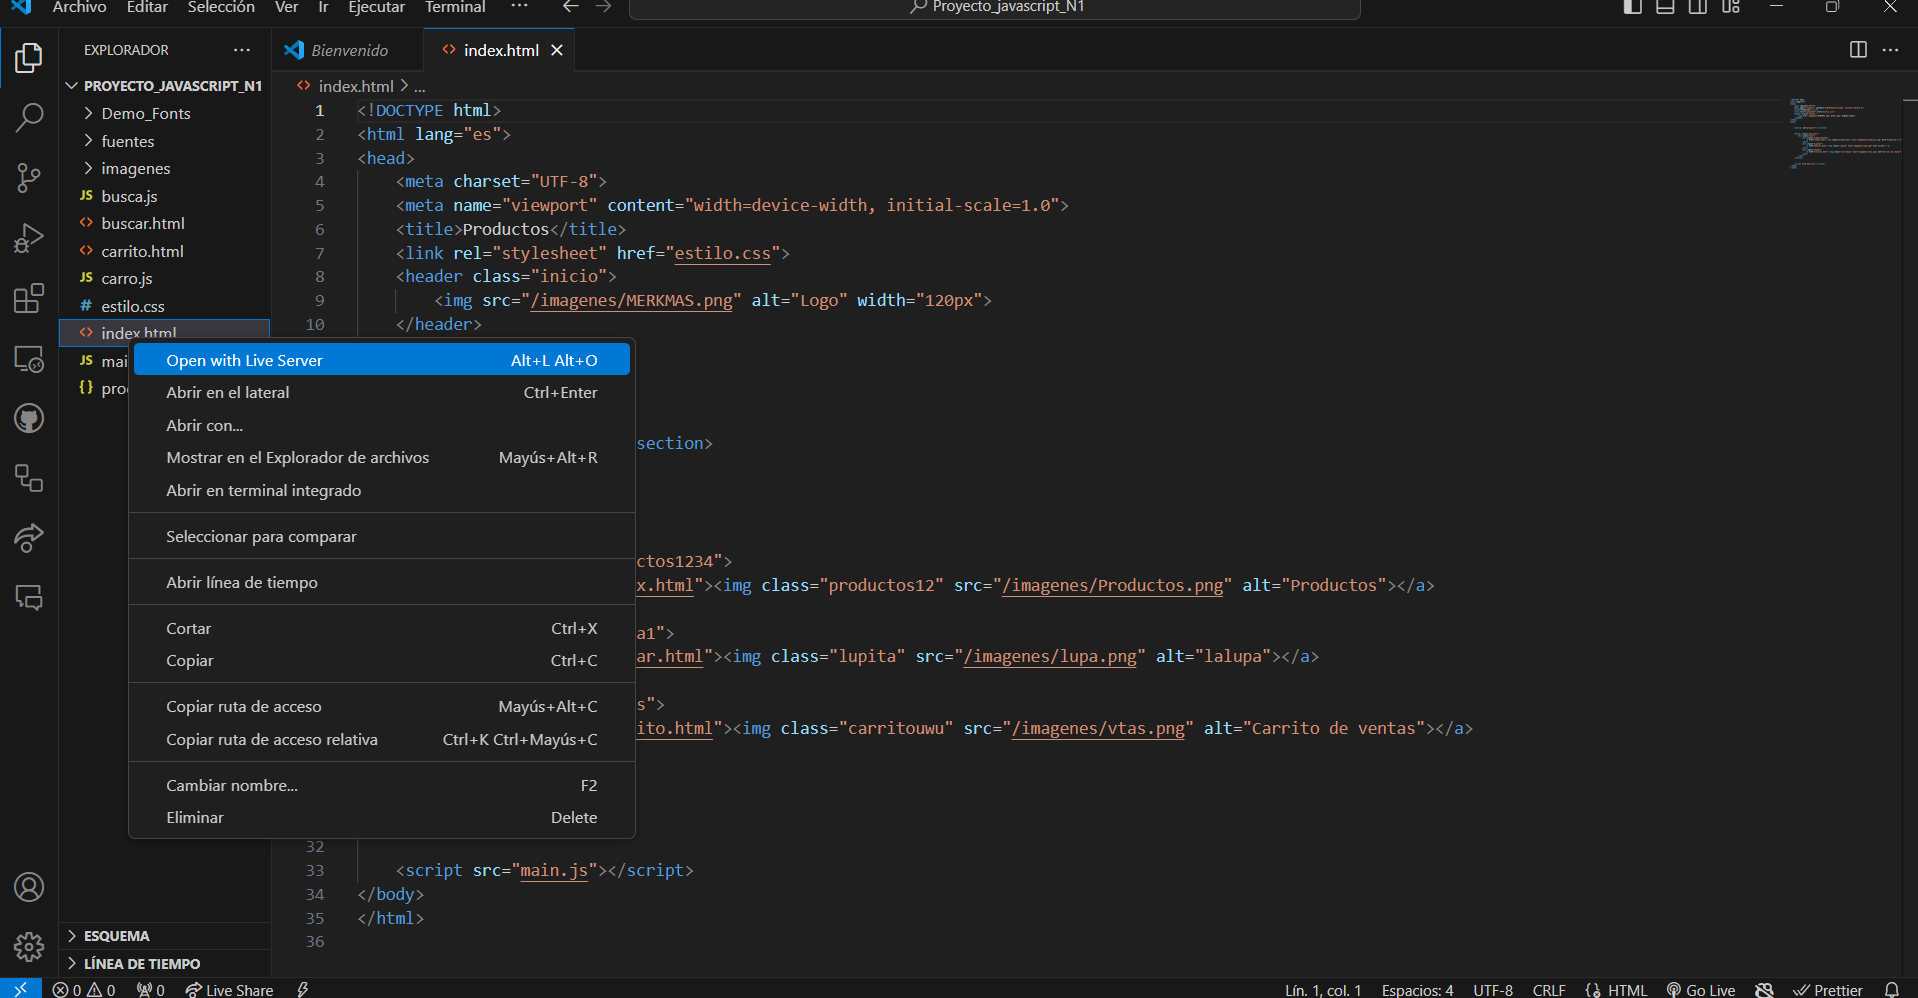 Archivo Editar Selección Ver Ir Ejecutar Terminal ···
Proyecto_javascript_N1
EXPLORADOR ···
Bienvenido
index.html
···
PROYECTO_JAVASCRIPT_N1
Demo_Fonts
fuentes
imagenes
JS busca.js
<> buscar.html
<> carrito.html
JS carro.js
# estilo.css
<> index.html
JS mai
{} pro
index.html > ...
1 <!DOCTYPE html>
2 <html lang="es">
3 <head>
4 <meta charset="UTF-8">
5 <meta name="viewport" content="width=device-width, initial-scale=1.0">
6 <title>Productos</title>
7 <link rel="stylesheet" href="estilo.css">
8 <header class="inicio">
9 <img src="/imagenes/MERKMAS.png" alt="Logo" width="120px">
10 </header>
section>
ctos1234">
x.html"><img class="productos12" src="/imagenes/Productos.png" alt="Productos"></a>
a1">
ar.html"><img class="lupita" src="/imagenes/lupa.png" alt="lalupa"></a>
s">
ito.html"><img class="carritouwu" src="/imagenes/vtas.png" alt="Carrito de ventas"></a>
32
33 <script src="main.js"></script>
34 </body>
35 </html>
36
Open with Live Server Alt+L Alt+O
Abrir en el lateral Ctrl+Enter
Abrir con...
Mostrar en el Explorador de archivos Mayús+Alt+R
Abrir en terminal integrado
Seleccionar para comparar
Abrir línea de tiempo
Cortar Ctrl+X
Copiar Ctrl+C
Copiar ruta de acceso Mayús+Alt+C
Copiar ruta de acceso relativa Ctrl+K Ctrl+Mayús+C
Cambiar nombre... F2
Eliminar Delete
ESQUEMA
LÍNEA DE TIEMPO
0 0 0 Live Share
Lín. 1, col. 1 Espacios: 4 UTF-8 CRLF {} HTML Go Live Prettier